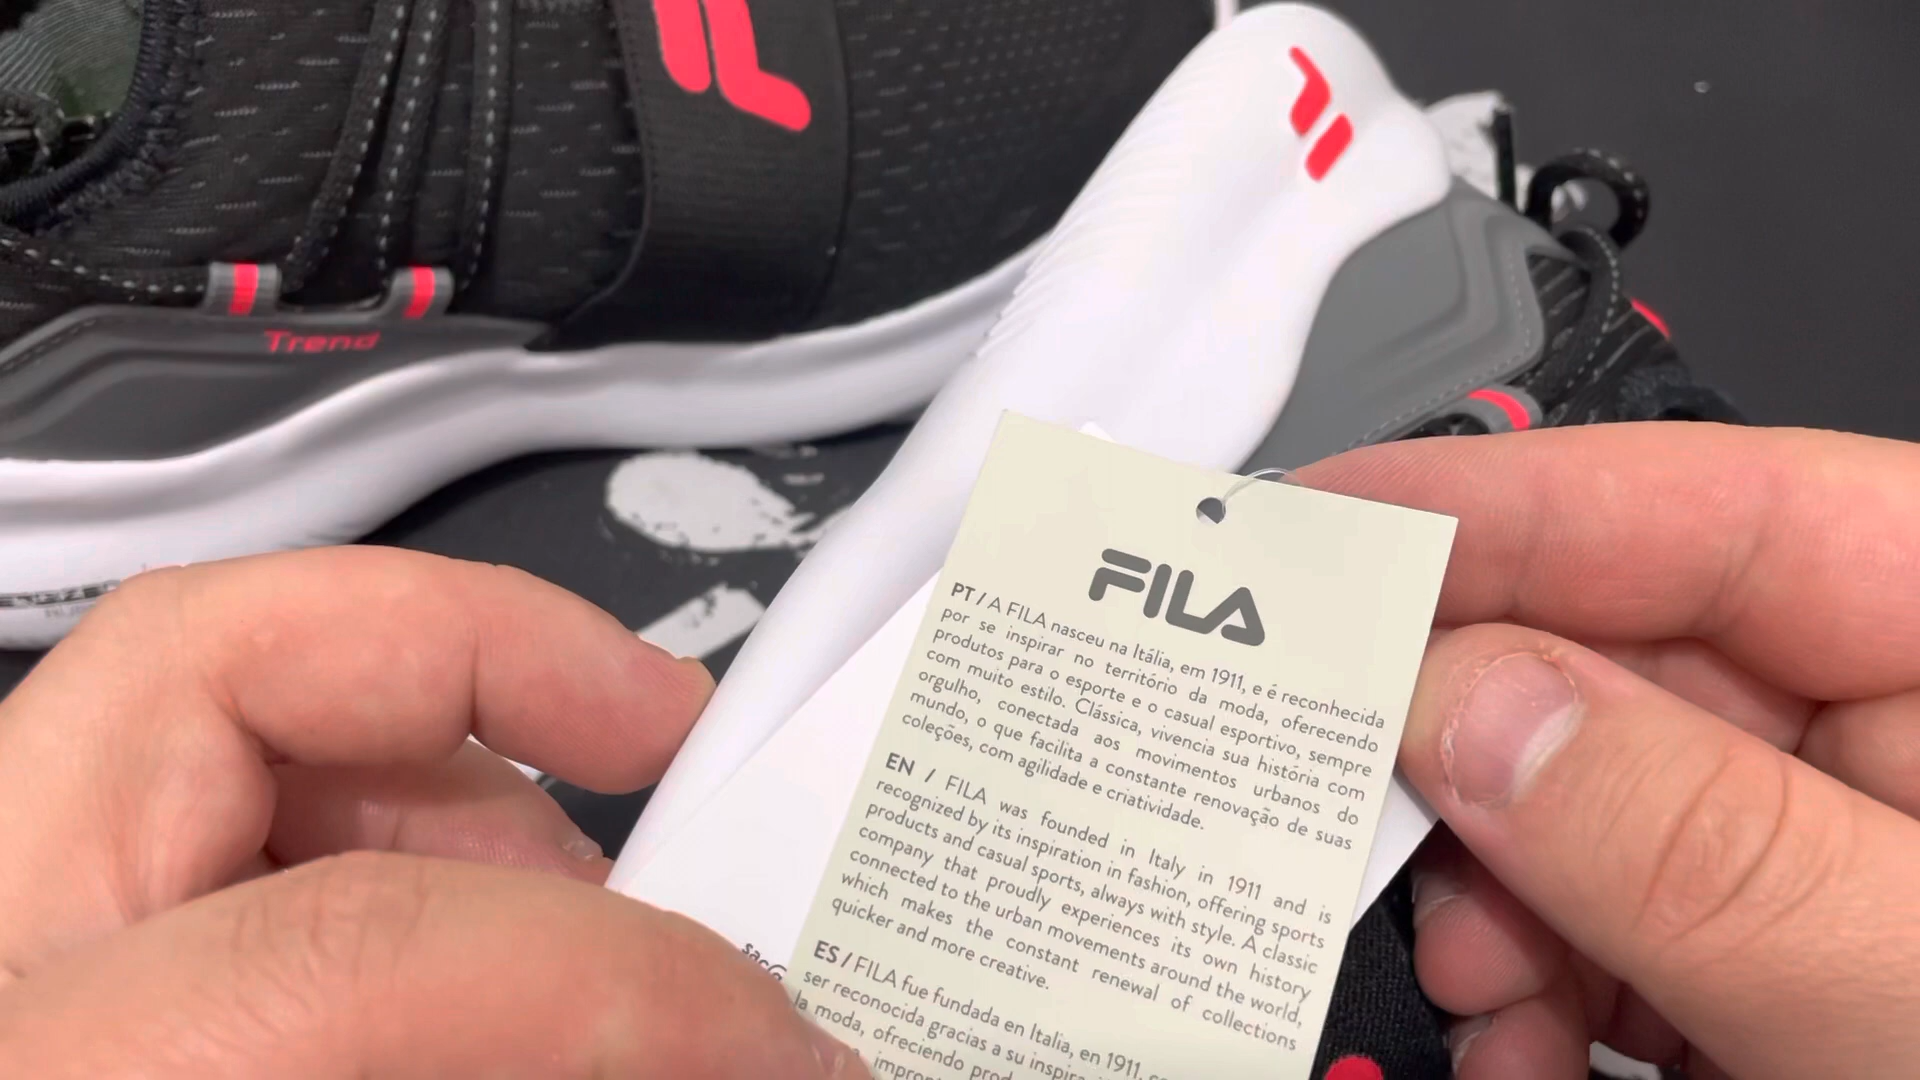 Trend
FILA
PT / A FILA nasceu na Itália, em 1911, e é reconhecida
por se inspirar no território da moda, oferecendo
produtos para o esporte e o casual esportivo, sempre
com muito estilo. Clássica, vivencia sua história com
orgulho, conectada aos movimentos urbanos do
mundo, o que facilita a constante renovação de suas
coleções, com agilidade e criatividade.
EN / FILA was founded in Italy in 1911 and is
recognized by its inspiration in fashion, offering sports
products and casual sports, always with style. A classic
company that proudly experiences its own history
connected to the urban movements around the world,
which makes the constant renewal of collections
quicker and more creative.
ES / FILA fue fundada en Italia, en 1911,
ser reconocida gracias a su
la moda, ofreciendo